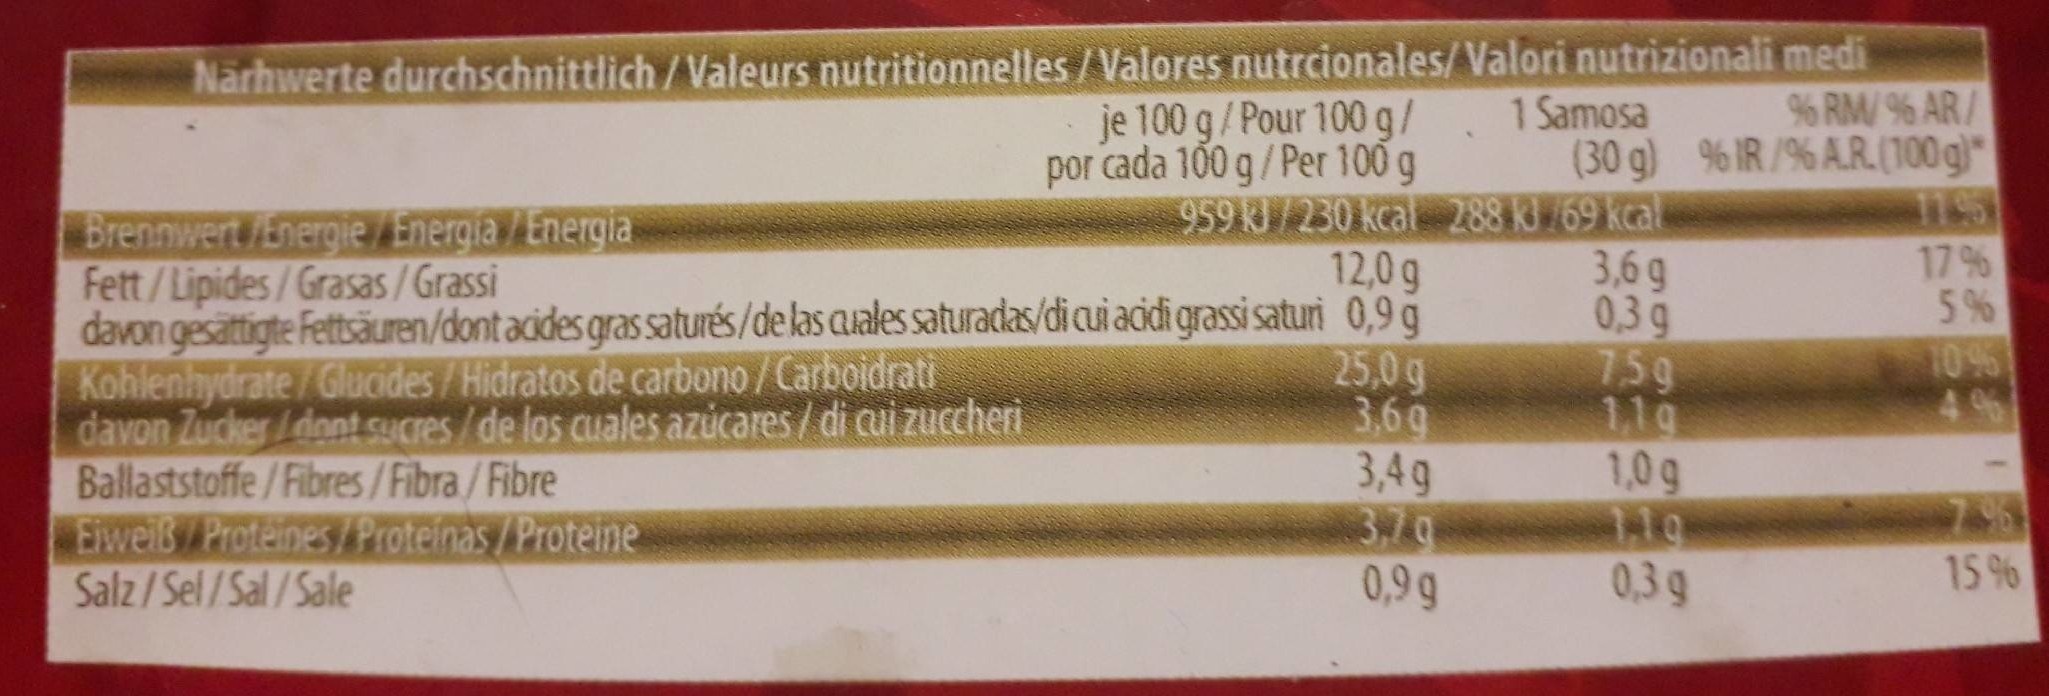 Närhwerte durchschnittlich / Valeurs nutritionnelles / Valores nutrcionales/ Valori nutrizionali medi
je 100 g / Pour 100 g / 1 Samosa % RM/ % AR /
por cada 100 g / Per 100 g (30 g) % IR /% A.R. (100 g)*
Brennwert /Energie / Energía / Energia 959 kJ / 230 kcal 288 kJ /69 kcal 11 %
Fett / Lipides / Grasas / Grassi 12,0 g 3,6 g 17 %
davon gesättigte Fettsäuren/dont acides gras saturés/de las cuales saturadas/di cui acidi grassi saturi 0,9 g 0,3 g 5 %
Kohlenhydrate / Glucides / Hidratos de carbono / Carboidrati 25,0 g 7,5 g 10 %
davon Zucker / dont sucres / de los cuales azúcares / di cui zuccheri 3,6 g 1,1 g 4 %
Ballaststoffe / Fibres / Fibra / Fibre 3,4 g 1,0 g –
Eiweiß / Protéines / Proteínas / Proteine 3,7 g 1,1 g 7 %
Salz / Sel / Sal / Sale 0,9 g 0,3 g 15 %